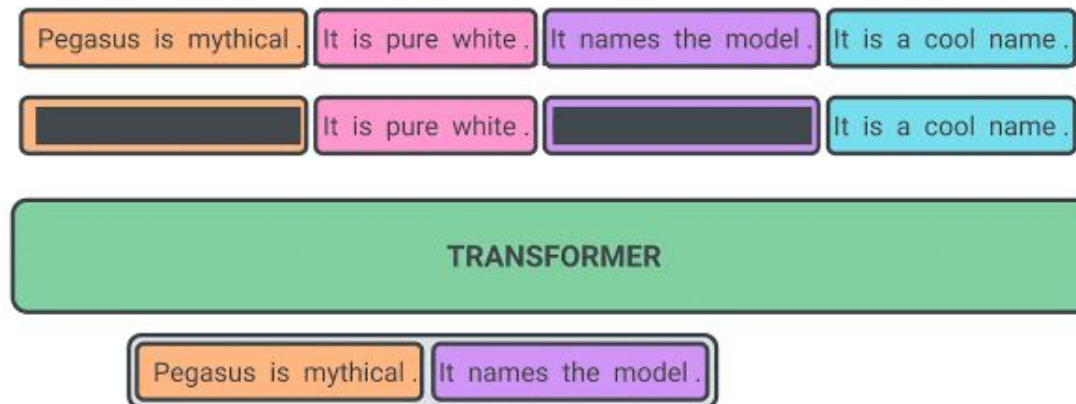 Pegasus is mythical . It is pure white . It names the model . It is a cool name .
It is pure white . It is a cool name .
TRANSFORMER
Pegasus is mythical . It names the model .